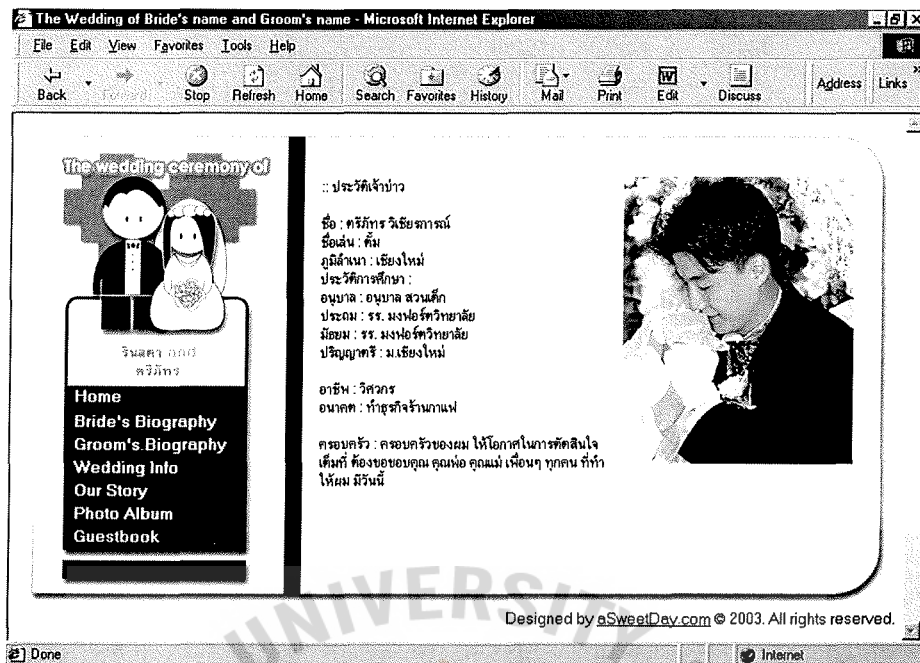 The Wedding of Bride's name and Groom's name - Microsoft Internet Explorer
File Edit View Favorites Tools Help
Back Forward Stop Refresh Home Search Favorites History Mail Print Edit Discuss Address Links
The wedding ceremony of
รินลดา
ตรีภัทร
Home
Bride's Biography
Groom's Biography
Wedding Info
Our Story
Photo Album
Guestbook
:: ประวัติเจ้าบ่าว
ชื่อ : ตรีภัทร วิเชียรการณ์
ชื่อเล่น : ตั้ม
ภูมิลำเนา : เชียงใหม่
ประวัติการศึกษา :
อนุบาล : อนุบาล สวนเด็ก
ประถม : รร. มงฟอร์ตวิทยาลัย
มัธยม : รร. มงฟอร์ตวิทยาลัย
ปริญญาตรี : ม.เชียงใหม่
อาชีพ : วิศวกร
อนาคต : ทำธุรกิจร้านกาแฟ
ครอบครัว : ครอบครัวของผม ให้โอกาสในการตัดสินใจ
เต็มที่ ต้องขอขอบคุณ คุณพ่อ คุณแม่ เพื่อนๆ ทุกคน ที่ทำ
ให้ผม มีวันนี้
UNIVERSITY
Designed by aSweetDay.com © 2003. All rights reserved.
Done Internet